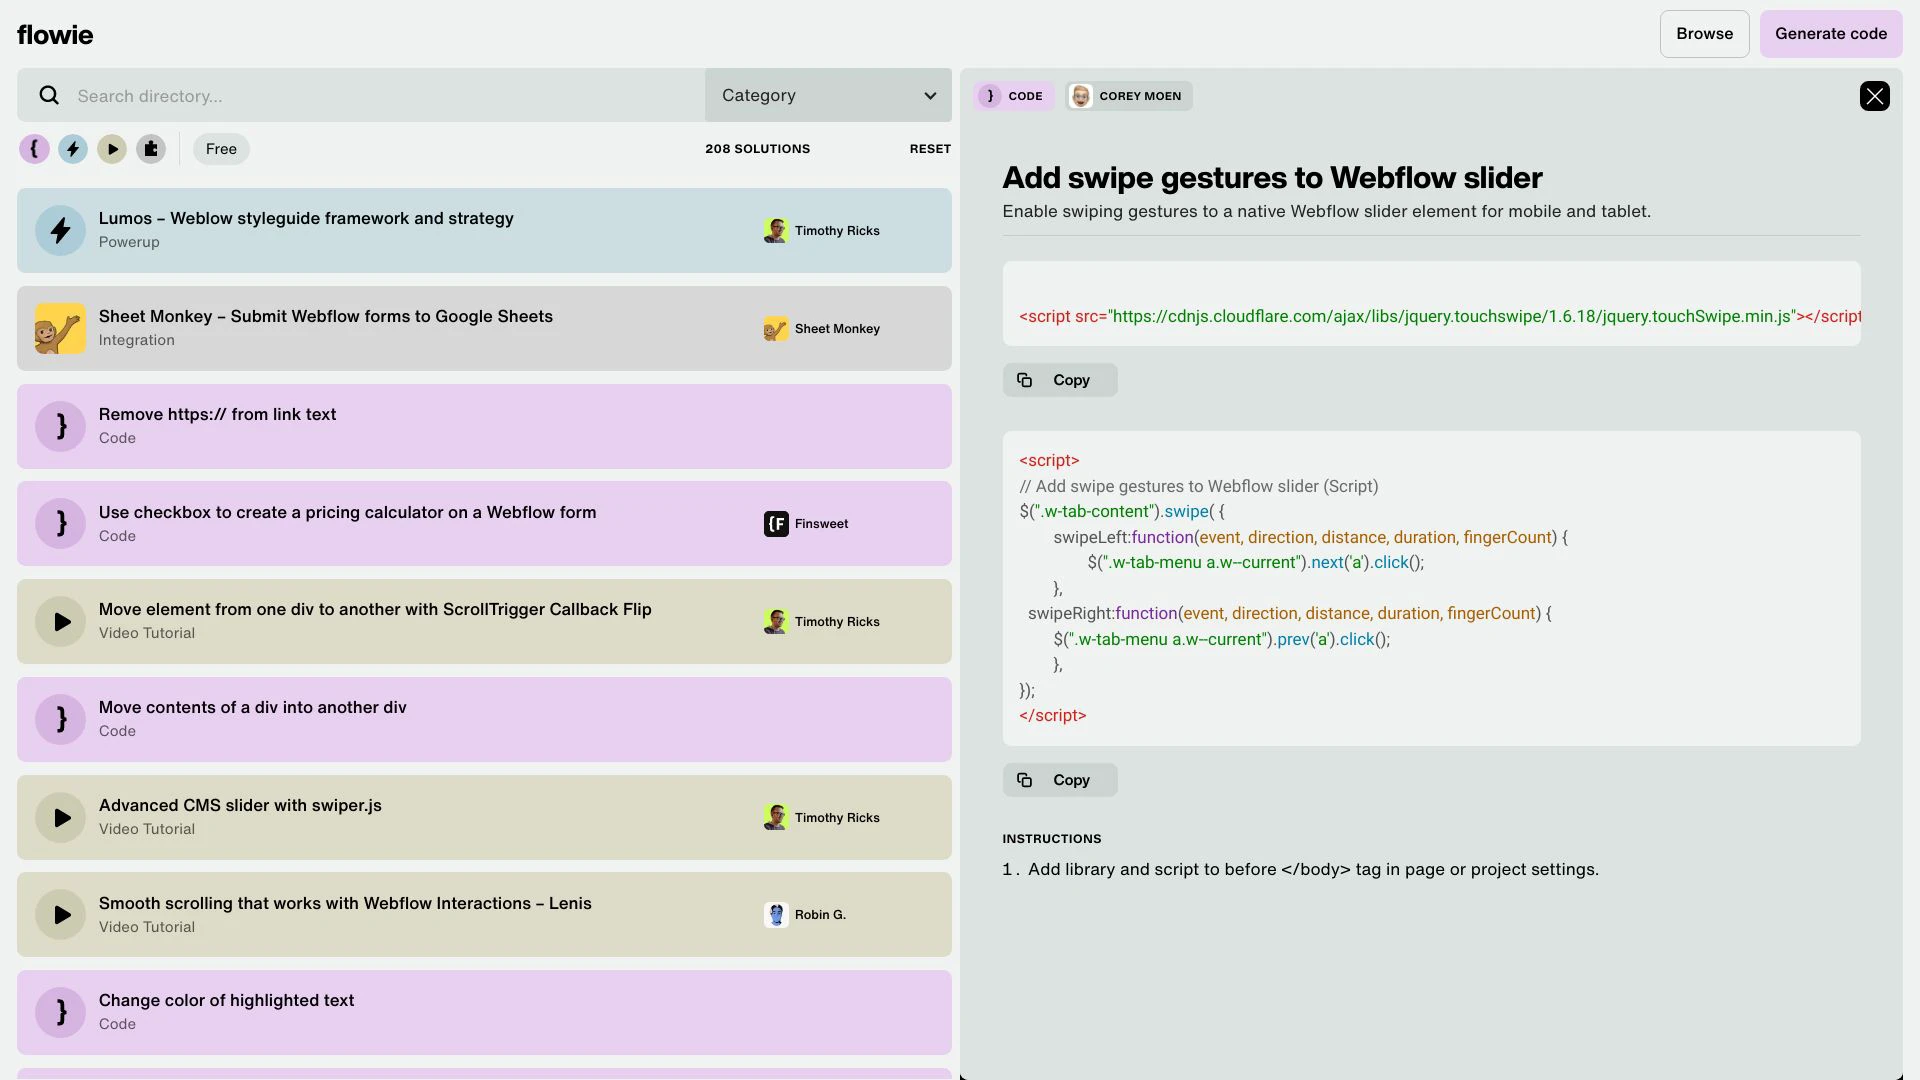 flowie
Browse
Generate code
Search directory...
Category
Free
208 SOLUTIONS
RESET
Lumos – Weblow styleguide framework and strategy
Powerup
Timothy Ricks
Sheet Monkey – Submit Webflow forms to Google Sheets
Integration
Sheet Monkey
Remove https:// from link text
Code
Use checkbox to create a pricing calculator on a Webflow form
Code
{F
Finsweet
Move element from one div to another with ScrollTrigger Callback Flip
Video Tutorial
Timothy Ricks
Move contents of a div into another div
Code
Advanced CMS slider with swiper.js
Video Tutorial
Timothy Ricks
Smooth scrolling that works with Webflow Interactions – Lenis
Video Tutorial
Robin G.
Change color of highlighted text
Code
} CODE
COREY MOEN
Add swipe gestures to Webflow slider
Enable swiping gestures to a native Webflow slider element for mobile and tablet.
<script src="https://cdnjs.cloudflare.com/ajax/libs/jquery.touchswipe/1.6.18/jquery.touchSwipe.min.js"></script
Copy
<script>
// Add swipe gestures to Webflow slider (Script)
$(".w-tab-content").swipe( {
swipeLeft:function(event, direction, distance, duration, fingerCount) {
$(".w-tab-menu a.w--current").next('a').click();
},
swipeRight:function(event, direction, distance, duration, fingerCount) {
$(".w-tab-menu a.w--current").prev('a').click();
},
});
</script>
Copy
INSTRUCTIONS
1. Add library and script to before </body> tag in page or project settings.